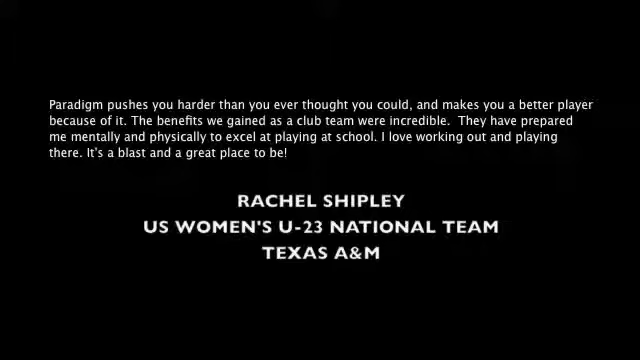 Paradigm pushes you harder than you ever thought you could, and makes you a better player
because of it. The benefits we gained as a club team were incredible.  They have prepared
me mentally and physically to excel at playing at school. I love working out and playing
there. It's a blast and a great place to be!
RACHEL SHIPLEY
US WOMEN'S U-23 NATIONAL TEAM
TEXAS A&M